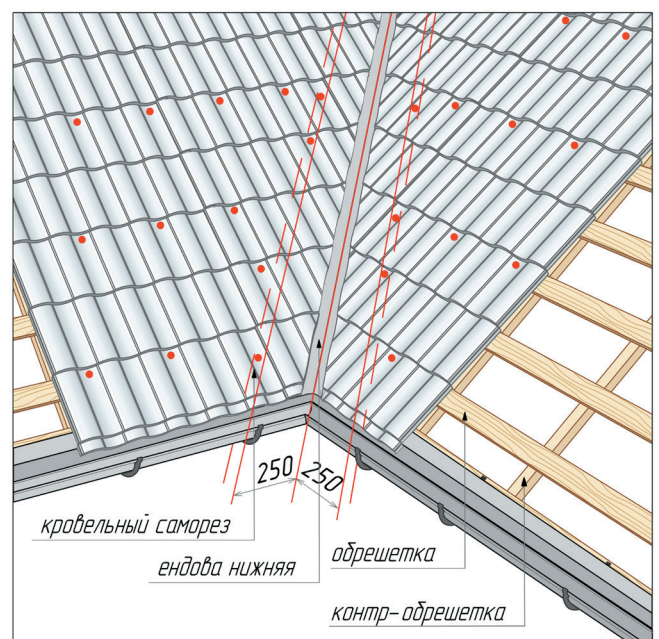 250
250
кровельный саморез
ендова нижняя
обрешетка
контр-обрешетка